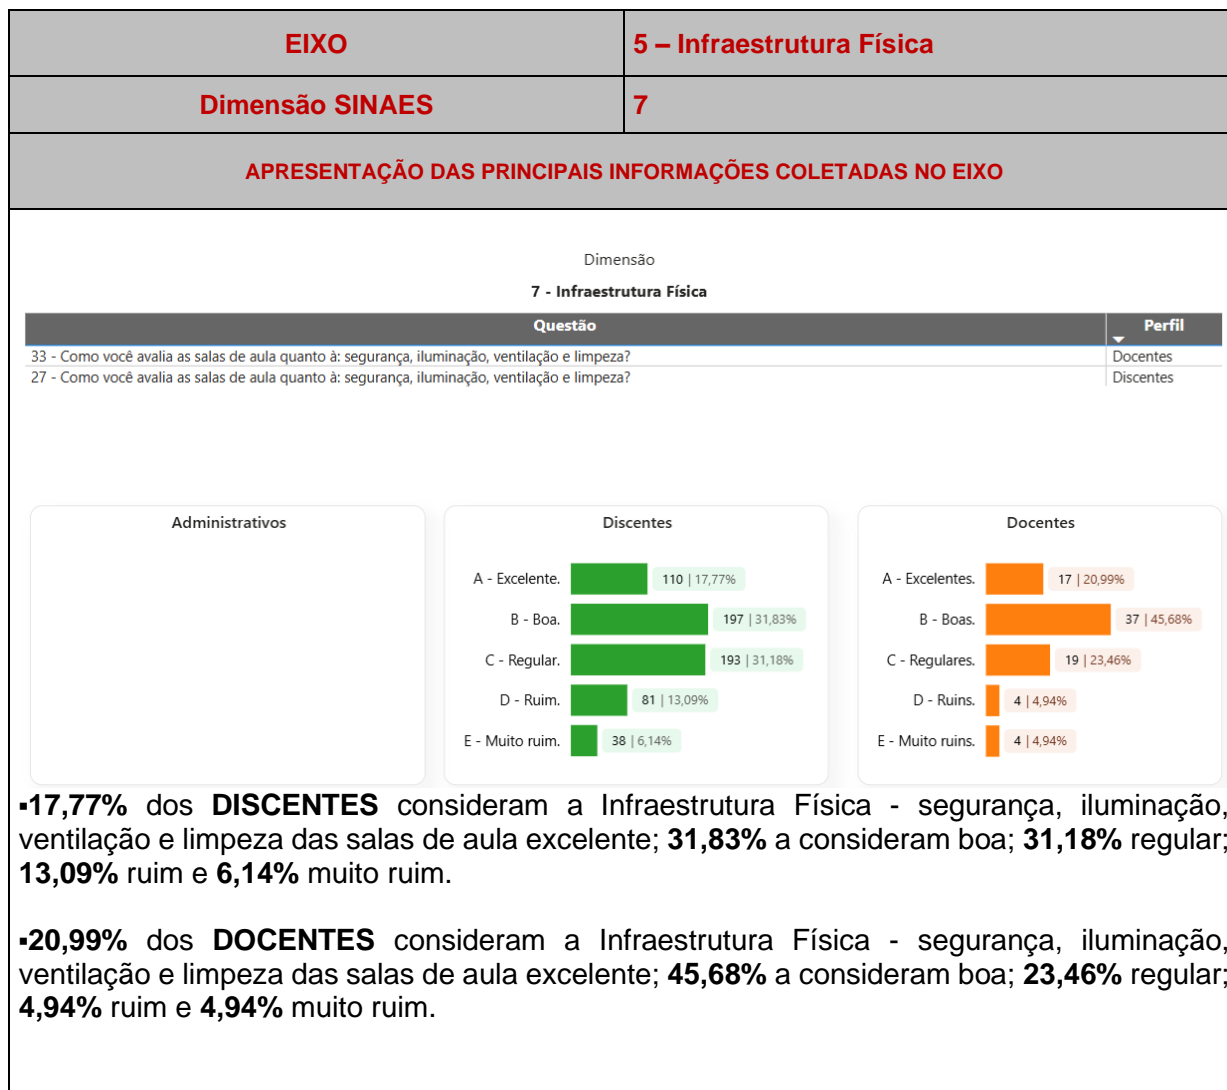 EIXO 5 – Infraestrutura Física
Dimensão SINAES 7
APRESENTAÇÃO DAS PRINCIPAIS INFORMAÇÕES COLETADAS NO EIXO
Dimensão
7 - Infraestrutura Física
Questão Perfil
33 - Como você avalia as salas de aula quanto à: segurança, iluminação, ventilação e limpeza? Docentes
27 - Como você avalia as salas de aula quanto à: segurança, iluminação, ventilação e limpeza? Discentes
Administrativos
Discentes
A - Excelente. 110 | 17,77%
B - Boa. 197 | 31,83%
C - Regular. 193 | 31,18%
D - Ruim. 81 | 13,09%
E - Muito ruim. 38 | 6,14%
Docentes
A - Excelentes. 17 | 20,99%
B - Boas. 37 | 45,68%
C - Regulares. 19 | 23,46%
D - Ruins. 4 | 4,94%
E - Muito ruins. 4 | 4,94%
▪17,77% dos DISCENTES consideram a Infraestrutura Física - segurança, iluminação,
ventilação e limpeza das salas de aula excelente; 31,83% a consideram boa; 31,18% regular;
13,09% ruim e 6,14% muito ruim.
▪20,99% dos DOCENTES consideram a Infraestrutura Física - segurança, iluminação,
ventilação e limpeza das salas de aula excelente; 45,68% a consideram boa; 23,46% regular;
4,94% ruim e 4,94% muito ruim.